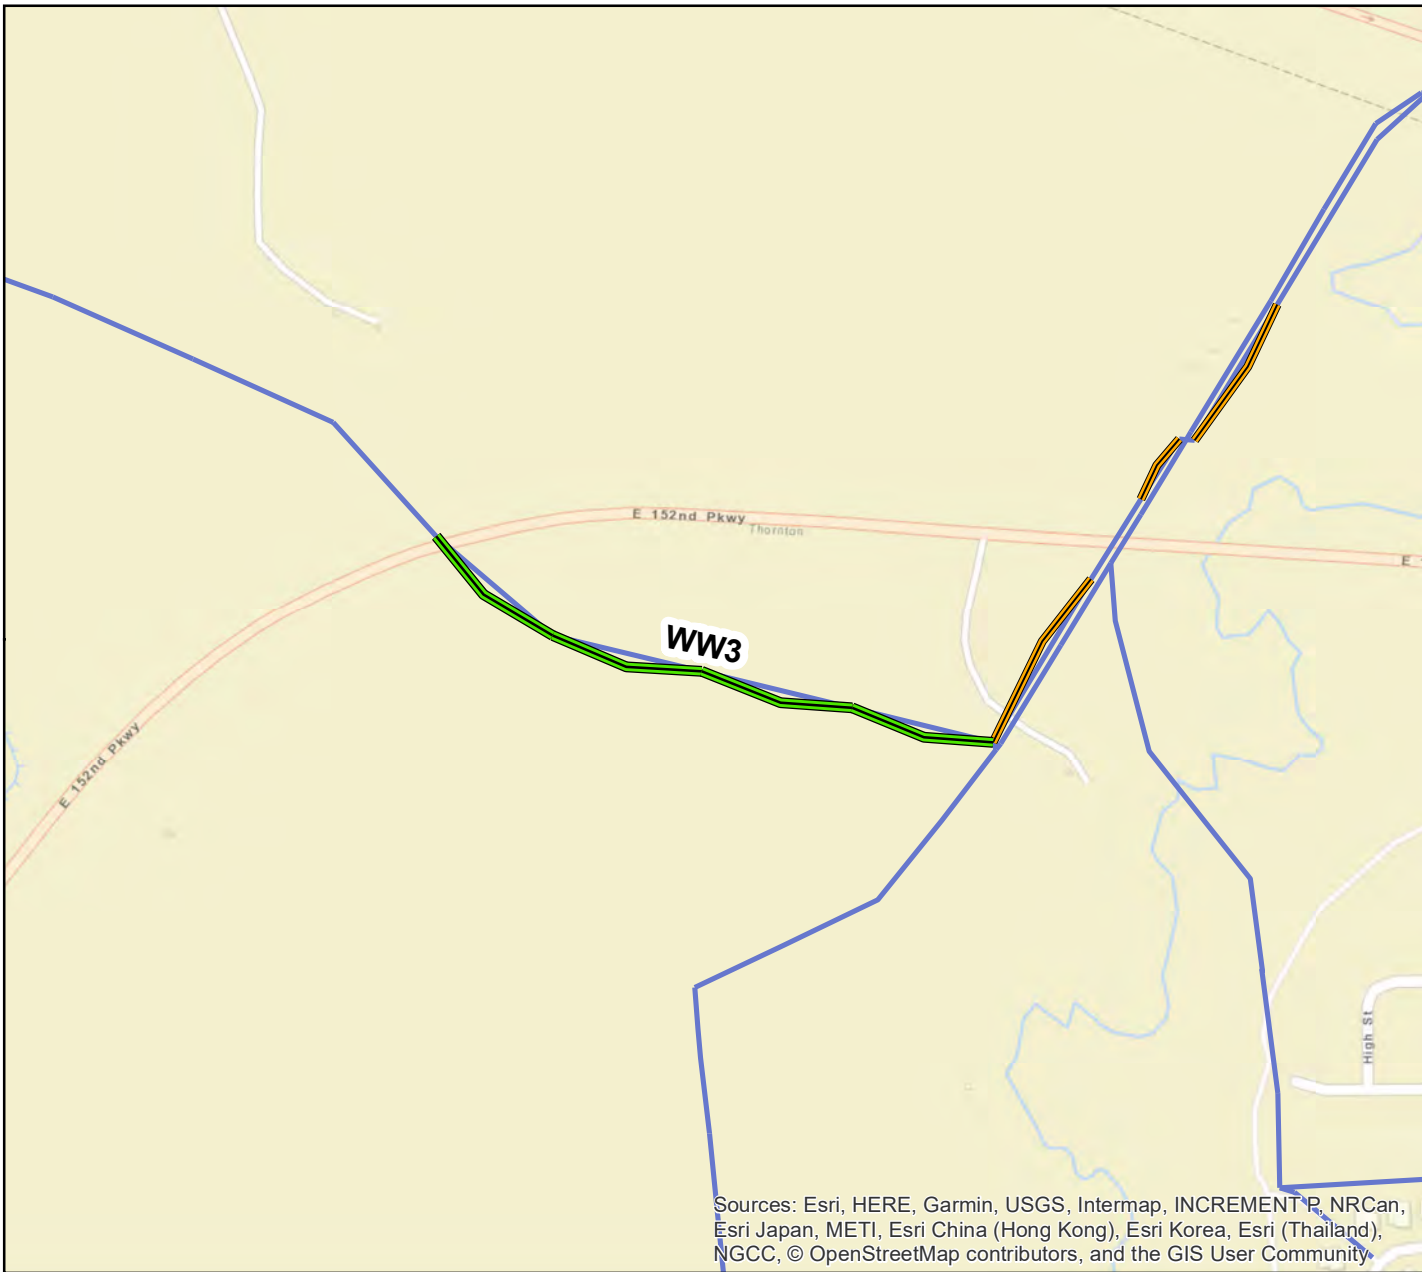 E 152nd Pkwy
Thornton
E
WW3
E 152nd Pkwy
High St
Sources: Esri, HERE, Garmin, USGS, Intermap, INCREMENT P, NRCan,
Esri Japan, METI, Esri China (Hong Kong), Esri Korea, Esri (Thailand),
NGCC, © OpenStreetMap contributors, and the GIS User Community